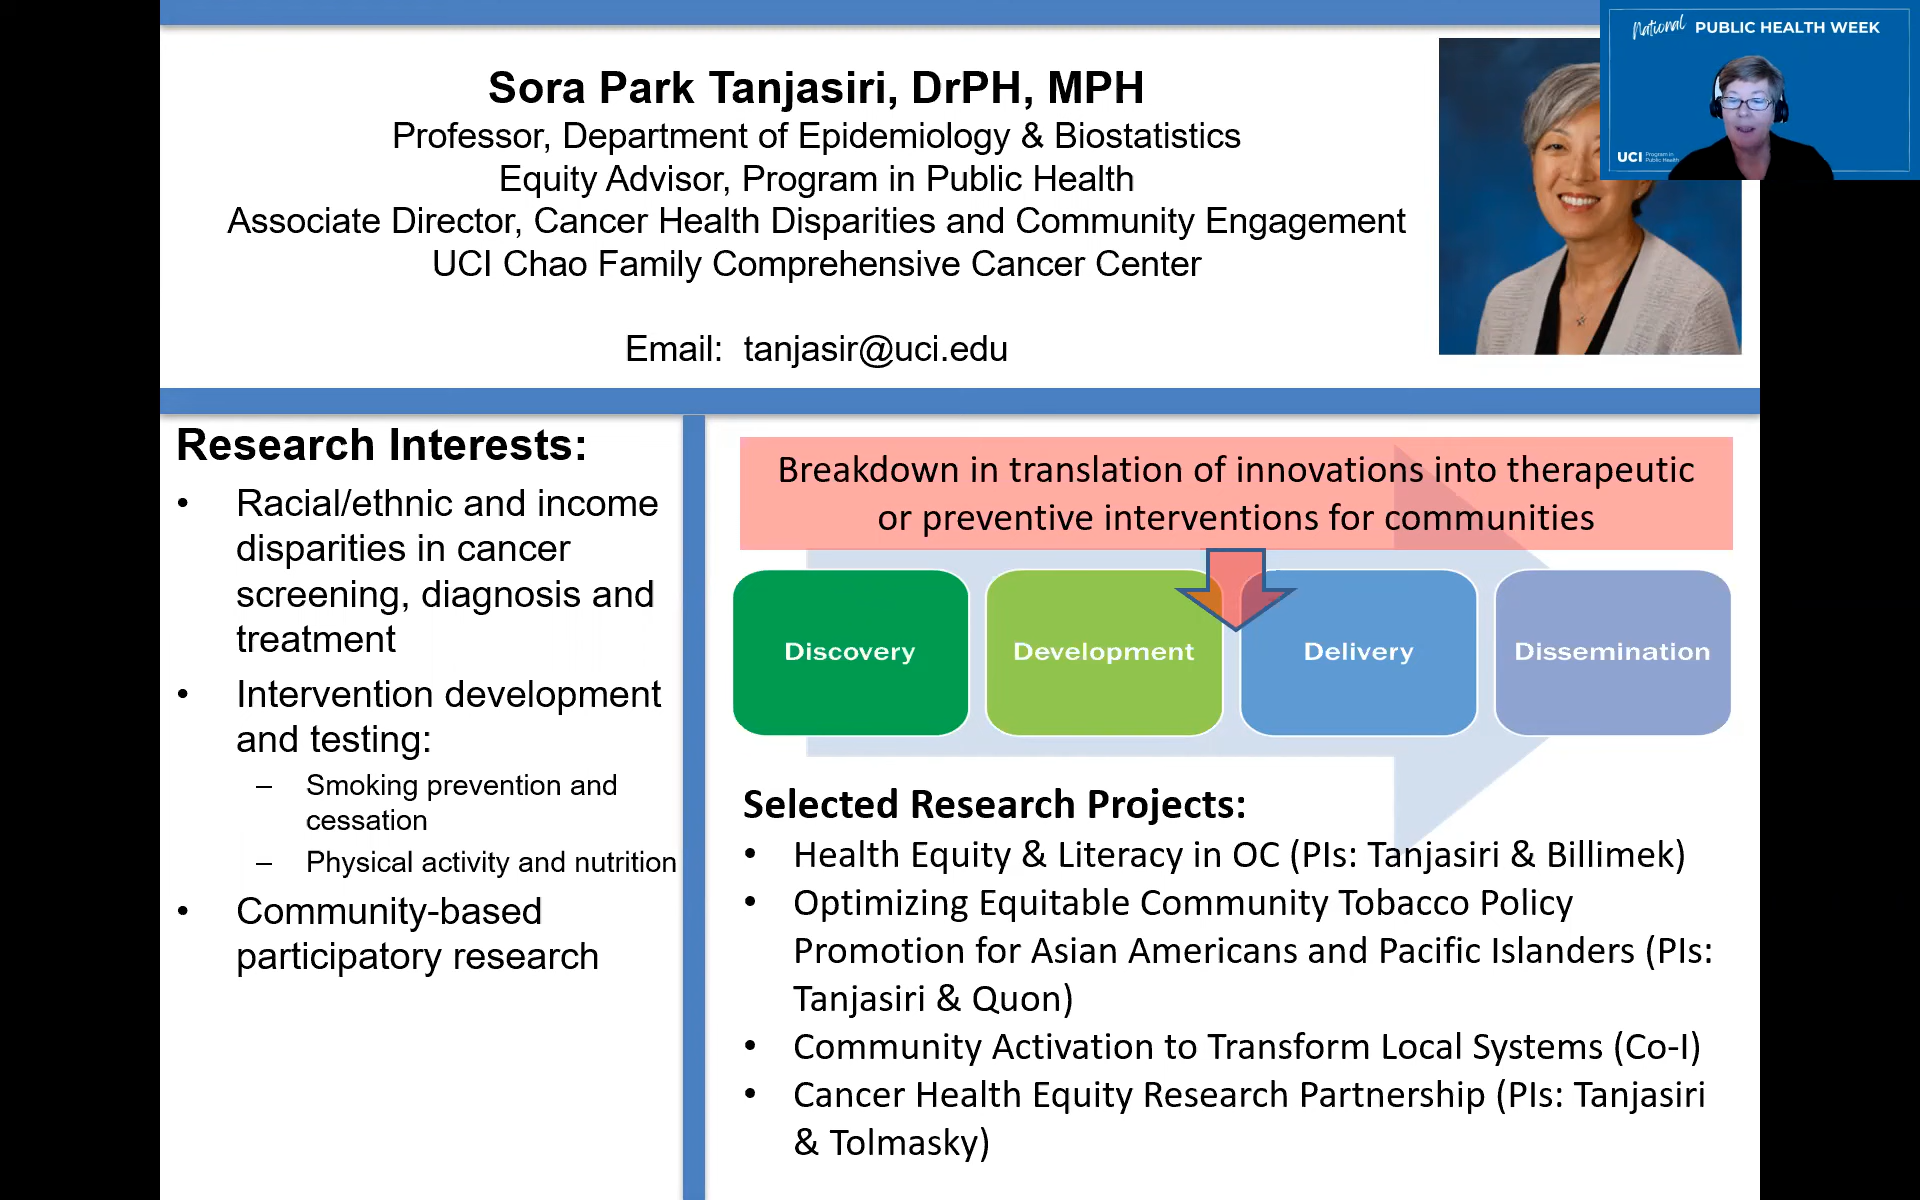 National PUBLIC HEALTH WEEK
UCI Program in
Public Health
Sora Park Tanjasiri, DrPH, MPH
Professor, Department of Epidemiology & Biostatistics
Equity Advisor, Program in Public Health
Associate Director, Cancer Health Disparities and Community Engagement
UCI Chao Family Comprehensive Cancer Center
Email: tanjasir@uci.edu
Research Interests:
• Racial/ethnic and income
disparities in cancer
screening, diagnosis and
treatment
• Intervention development
and testing:
– Smoking prevention and
cessation
– Physical activity and nutrition
• Community-based
participatory research
Breakdown in translation of innovations into therapeutic
or preventive interventions for communities
Discovery
Development
Delivery
Dissemination
Selected Research Projects:
• Health Equity & Literacy in OC (PIs: Tanjasiri & Billimek)
• Optimizing Equitable Community Tobacco Policy
Promotion for Asian Americans and Pacific Islanders (PIs:
Tanjasiri & Quon)
• Community Activation to Transform Local Systems (Co-I)
• Cancer Health Equity Research Partnership (PIs: Tanjasiri
& Tolmasky)